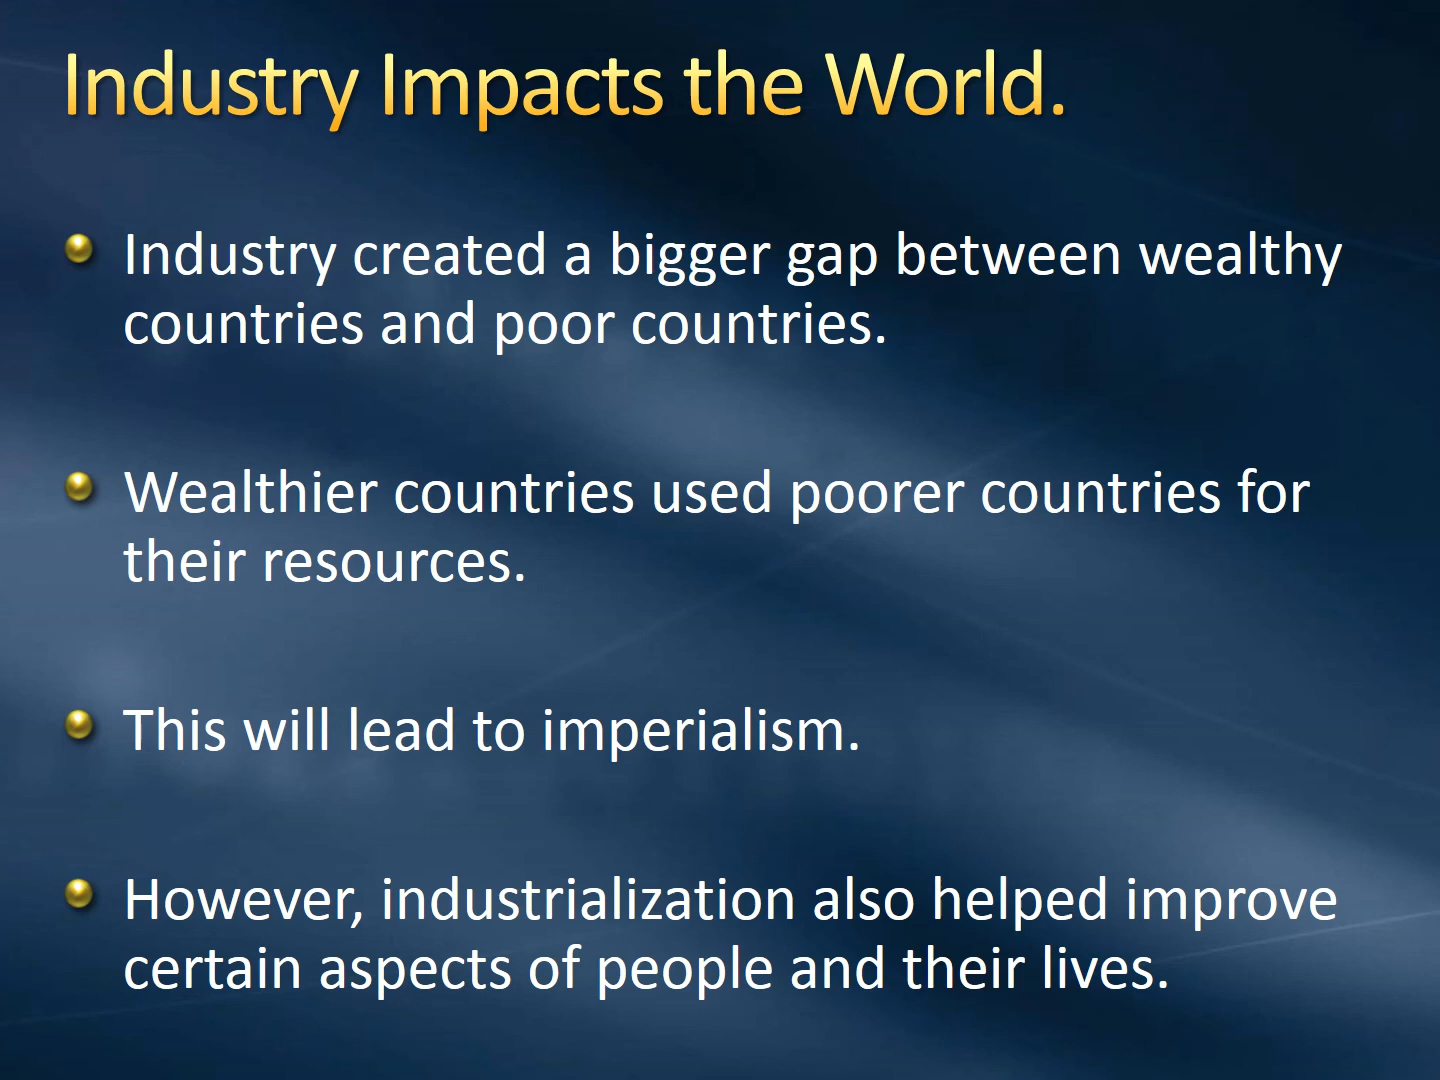 Industry Impacts the World.
Industry created a bigger gap between wealthy
countries and poor countries.
Wealthier countries used poorer countries for
their resources.
This will lead to imperialism.
However, industrialization also helped improve
certain aspects of people and their lives.